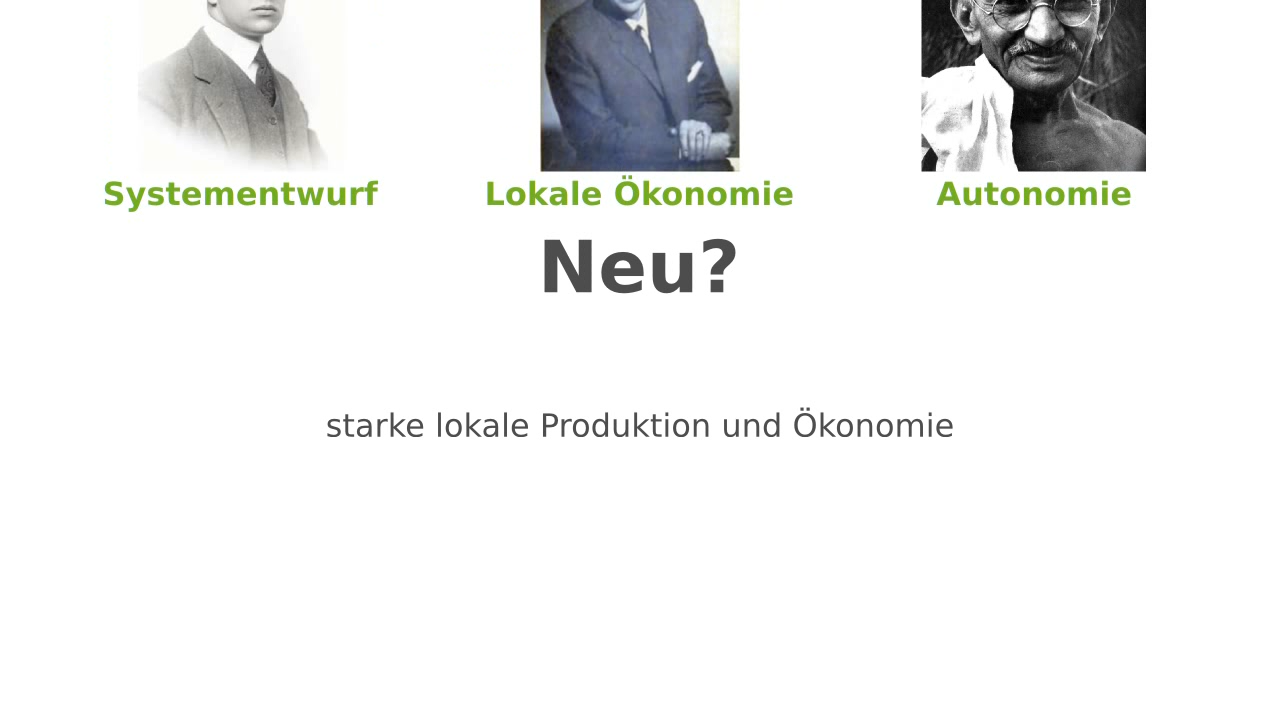 Systementwurf
Lokale Ökonomie
Autonomie
Neu?
starke lokale Produktion und Ökonomie